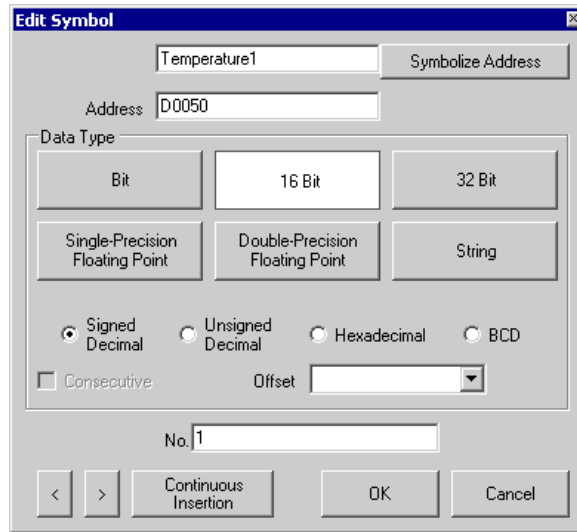 Edit Symbol
Temperature1
Symbolize Address
Address D0050
Data Type
Bit
16 Bit
32 Bit
Single-Precision
Floating Point
Double-Precision
Floating Point
String
Signed
Decimal
Unsigned
Decimal
Hexadecimal
BCD
Consecutive
Offset
No. 1
<
>
Continuous
Insertion
OK
Cancel